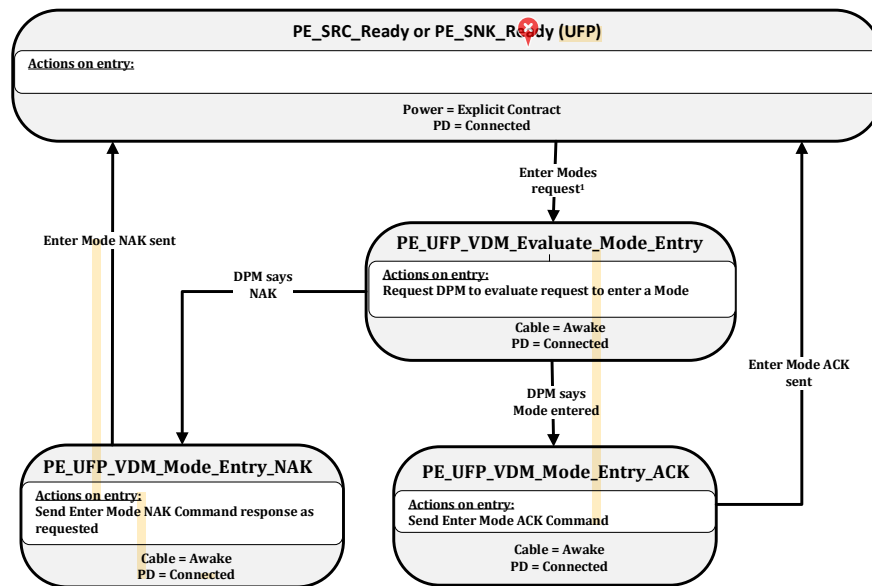 PE_SRC_Ready or PE_SNK_Ready (UFP)
Actions on entry:
Power = Explicit Contract
PD = Connected
Enter Modes
request¹
Enter Mode NAK sent
PE_UFP_VDM_Evaluate_Mode_Entry
Actions on entry:
Request DPM to evaluate request to enter a Mode
Cable = Awake
PD = Connected
DPM says
NAK
Enter Mode ACK
sent
DPM says
Mode entered
PE_UFP_VDM_Mode_Entry_NAK
Actions on entry:
Send Enter Mode NAK Command response as
requested
Cable = Awake
PD = Connected
PE_UFP_VDM_Mode_Entry_ACK
Actions on entry:
Send Enter Mode ACK Command
Cable = Awake
PD = Connected